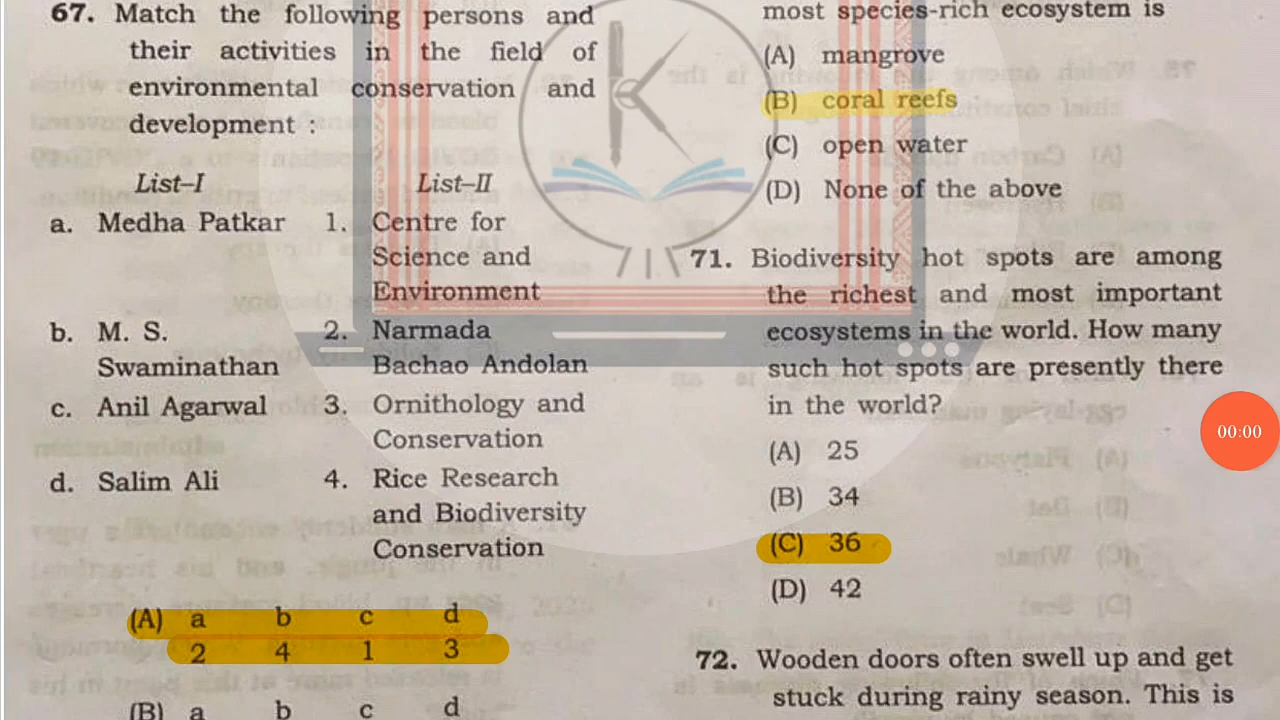 67. Match the following persons and
their activities in the field of
environmental conservation and
development :
List–I List–II
a. Medha Patkar 1. Centre for
Science and
Environment
b. M. S. 2. Narmada
Swaminathan Bachao Andolan
c. Anil Agarwal 3. Ornithology and
Conservation
d. Salim Ali 4. Rice Research
and Biodiversity
Conservation
(A) a b c d
2 4 1 3
(B) a b c d
most species-rich ecosystem is
(A) mangrove
(B) coral reefs
(C) open water
(D) None of the above
71. Biodiversity hot spots are among
the richest and most important
ecosystems in the world. How many
such hot spots are presently there
in the world?
(A) 25
(B) 34
(C) 36
(D) 42
72. Wooden doors often swell up and get
stuck during rainy season. This is
00:00